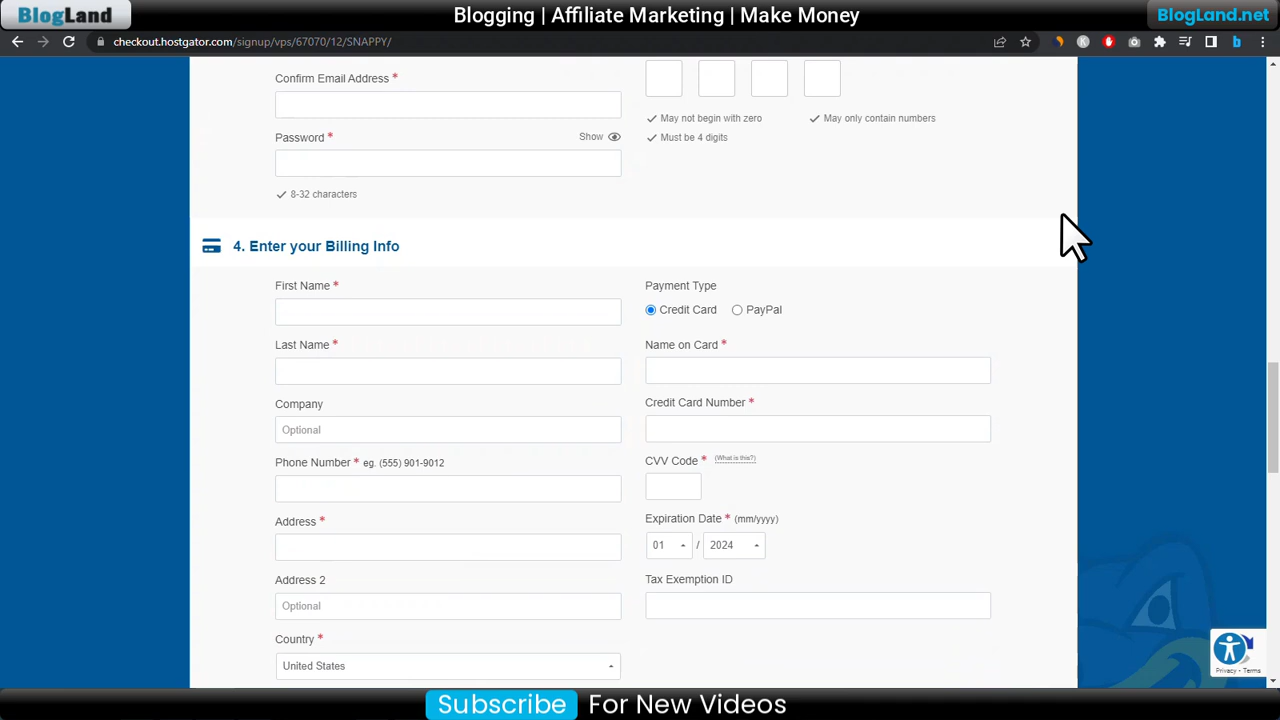 BlogLand
Blogging | Affiliate Marketing | Make Money
BlogLand.net
checkout.hostgator.com/signup/vps/67070/12/SNAPPY/
Confirm Email Address *
Password *
Show
8-32 characters
May not begin with zero
May only contain numbers
Must be 4 digits
4. Enter your Billing Info
First Name *
Last Name *
Company
Optional
Phone Number * eg. (555) 901-9012
Address *
Address 2
Optional
Country *
United States
Payment Type
Credit Card
PayPal
Name on Card *
Credit Card Number *
CVV Code * (What is this?)
Expiration Date * (mm/yyyy)
01 / 2024
Tax Exemption ID
Privacy - Terms
Subscribe For New Videos